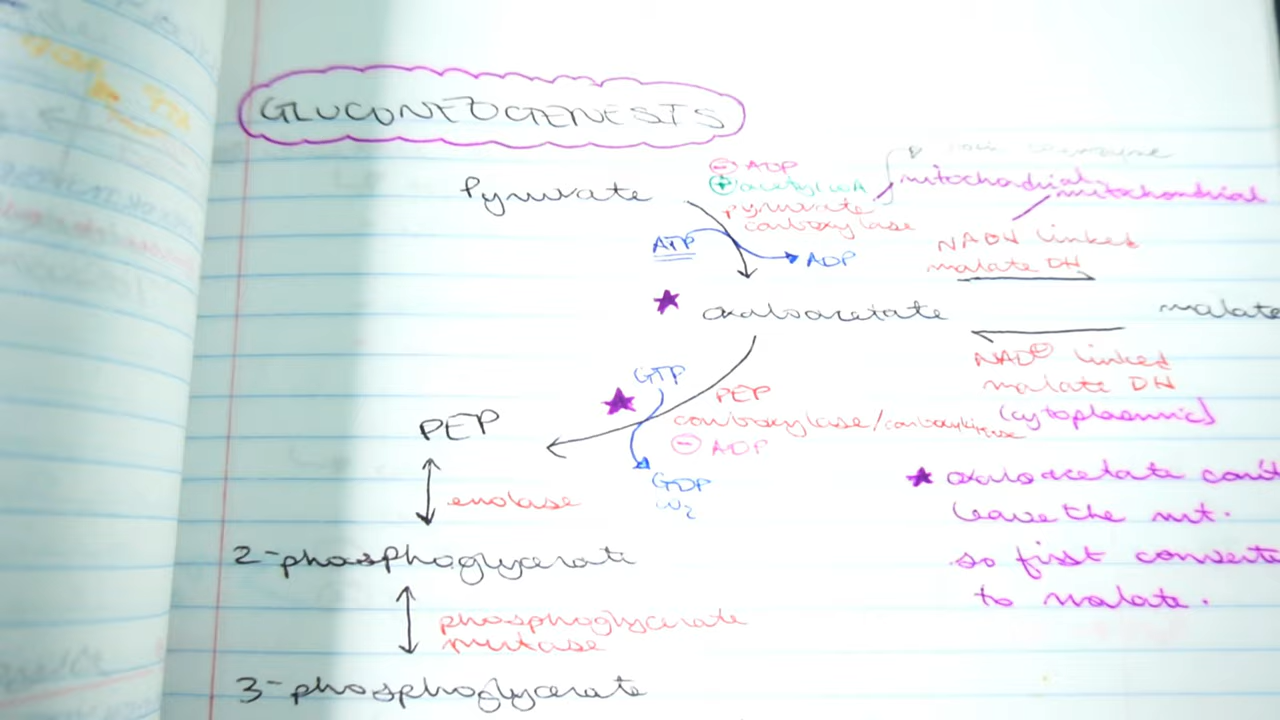 GLUCONEOGENESIS
⊖ ADP
⊕ acetyl coA
Pyruvate
pyruvate
carboxylase
mitochondrial
mitochondrial
ATP
ADP
NADH linked
malate DH
★ oxaloacetate
malate
NAD⊕ linked
malate DH
(cytoplasmic)
GTP
★
PEP
carboxylase/carboxykinase
⊖ ADP
PEP
GDP
CO2
enolase
★ oxaloacetate can't
leave the mt.
so first converte
to malate.
2-phosphoglycerate
phosphoglycerate
mutase
3-phosphoglycerate